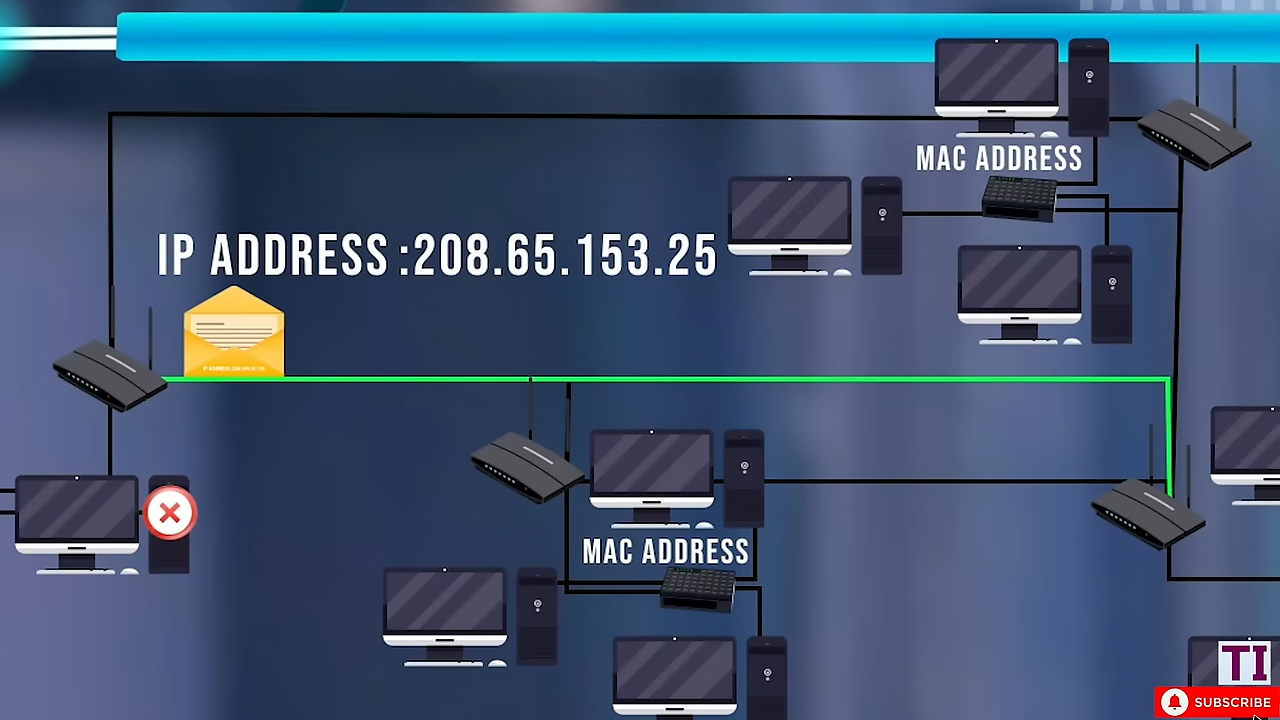 MAC ADDRESS
IP ADDRESS :208.65.153.25
MAC ADDRESS
TI
SUBSCRIBE